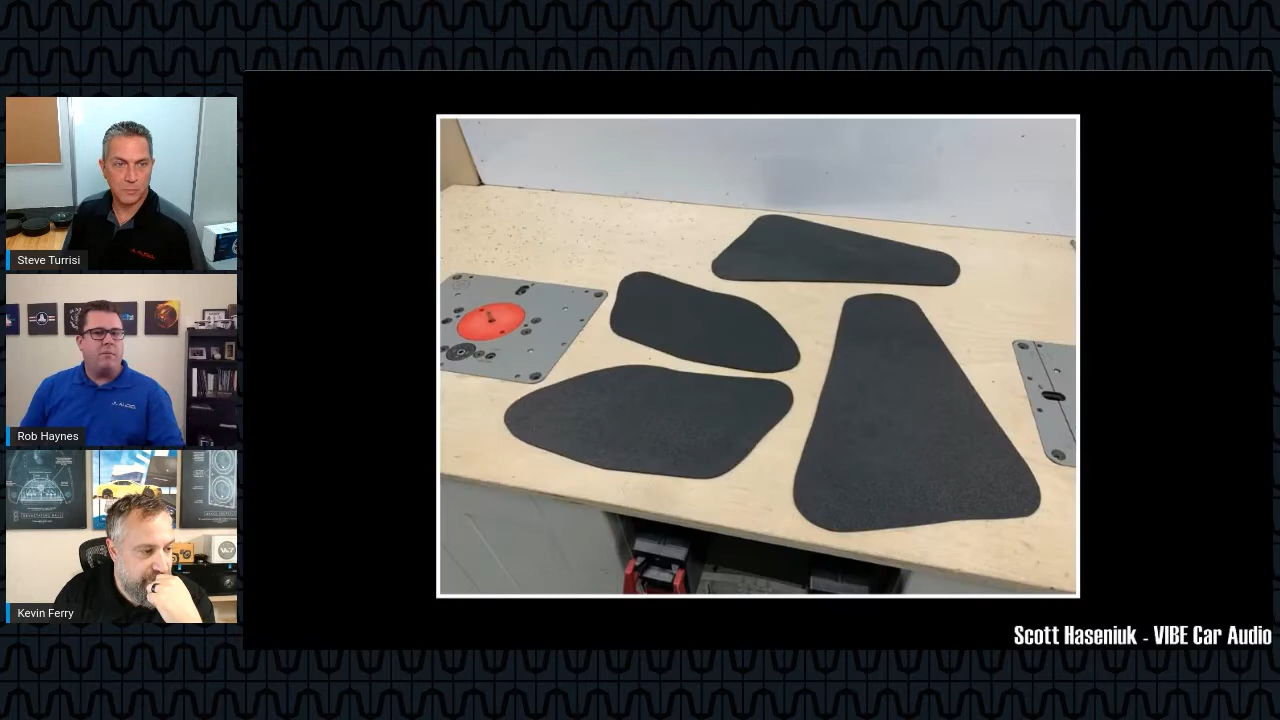 Steve Turrisi
Rob Haynes
Kevin Ferry
Scott Haseniuk - VIBE Car Audio